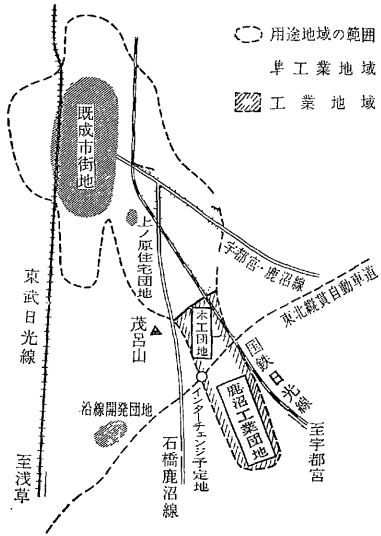 用途地域の範囲
準工業地域
工業地域
既成市街地
上ノ原住宅団地
宇都宮・鹿沼線
東北縦貫自動車道
東武日光線
茂呂山
木工団地
国鉄日光線
インターチェンジ予定地
鹿沼工業団地
沿線開発団地
至浅草
石橋鹿沼線
至宇都宮